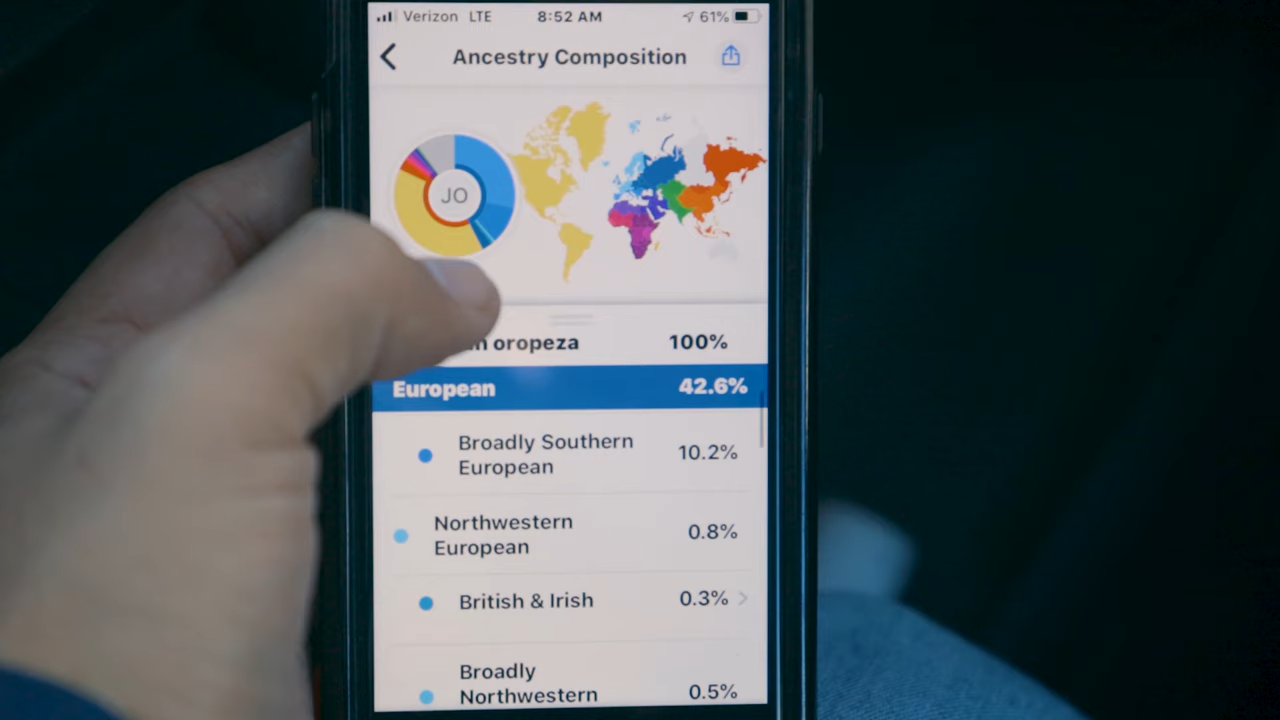 Verizon LTE 8:52 AM 61%
Ancestry Composition
JO
oropeza 100%
European 42.6%
Broadly Southern
European
10.2%
Northwestern
European
0.8%
British & Irish 0.3%
Broadly
Northwestern
0.5%